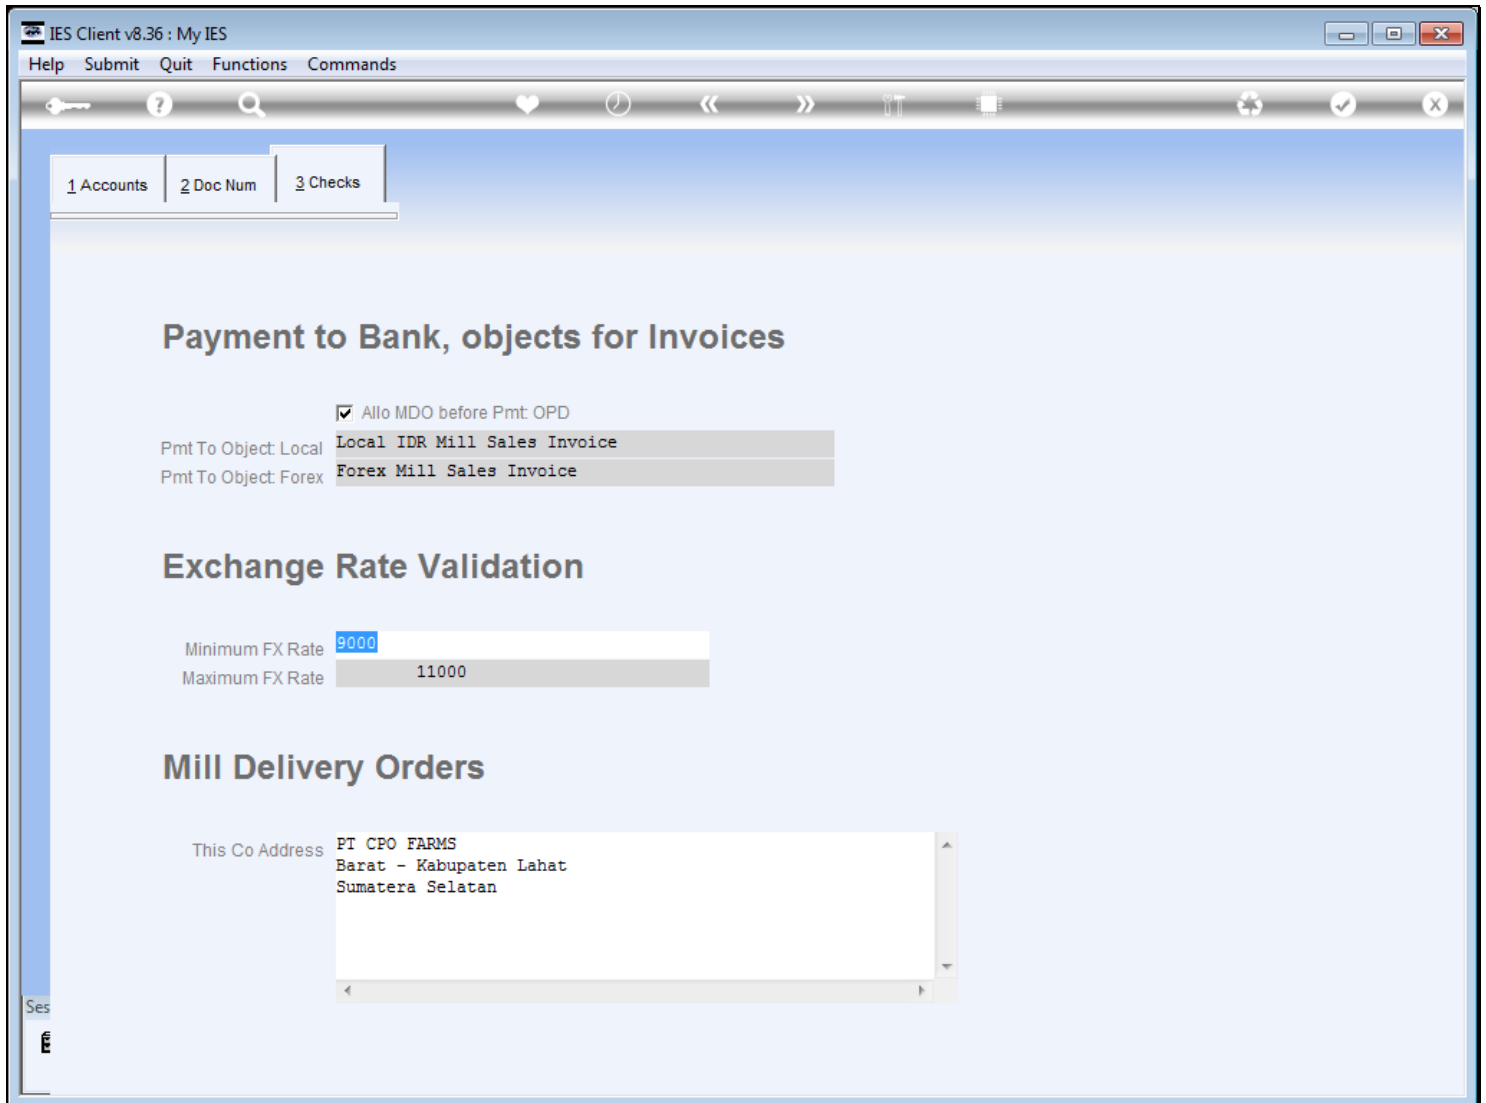 IES Client v8.36 : My IES
Help Submit Quit Functions Commands
1 Accounts 2 Doc Num 3 Checks
Payment to Bank, objects for Invoices
Allo MDO before Pmt: OPD
Pmt To Object: Local Local IDR Mill Sales Invoice
Pmt To Object: Forex Forex Mill Sales Invoice
Exchange Rate Validation
Minimum FX Rate 9000
Maximum FX Rate 11000
Mill Delivery Orders
This Co Address PT CPO FARMS
Barat - Kabupaten Lahat
Sumatera Selatan
Ses